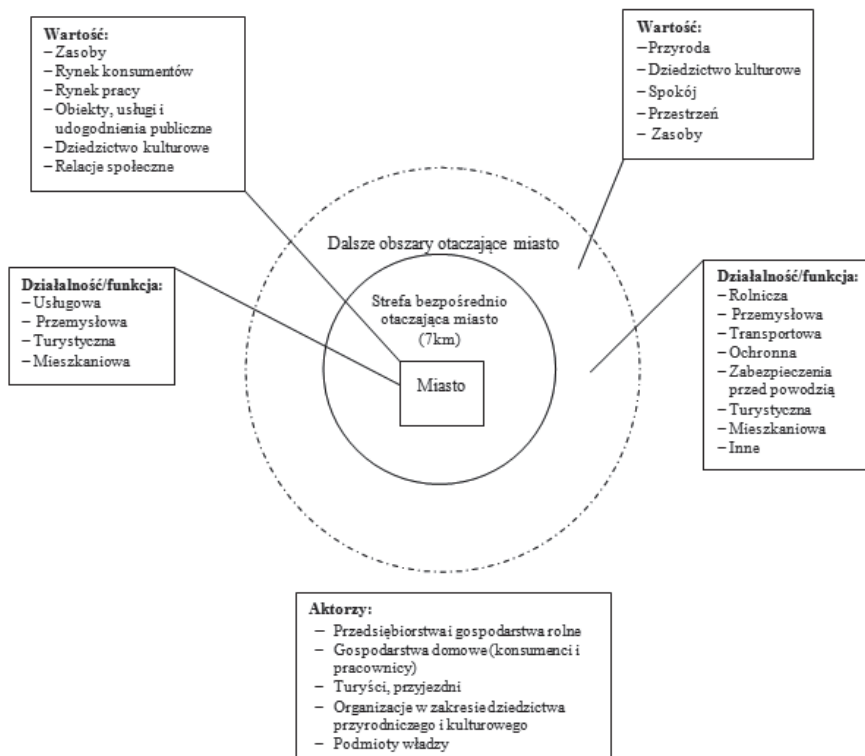 Wartość:
– Zasoby
– Rynek konsumentów
– Rynek pracy
– Obiekty, usługi i
udogodnienia publiczne
– Dziedzictwo kulturowe
– Relacje społeczne
Wartość:
– Przyroda
– Dziedzictwo kulturowe
– Spokój
– Przestrzeń
– Zasoby
Dalsze obszary otaczające miasto
Strefa bezpośrednio
otaczająca miasto
(7km)
Miasto
Działalność/funkcja:
– Usługowa
– Przemysłowa
– Turystyczna
– Mieszkaniowa
Działalność/funkcja:
– Rolnicza
– Przemysłowa
– Transportowa
– Ochronna
– Zabezpieczenia
przed powodzią
– Turystyczna
– Mieszkaniowa
– Inne
Aktorzy:
– Przedsiębiorstwa i gospodarstwa rolne
– Gospodarstwa domowe (konsumenci i
pracownicy)
– Turyści, przyjezdni
– Organizacje w zakresie dziedzictwa
przyrodniczego i kulturowego
– Podmioty władzy